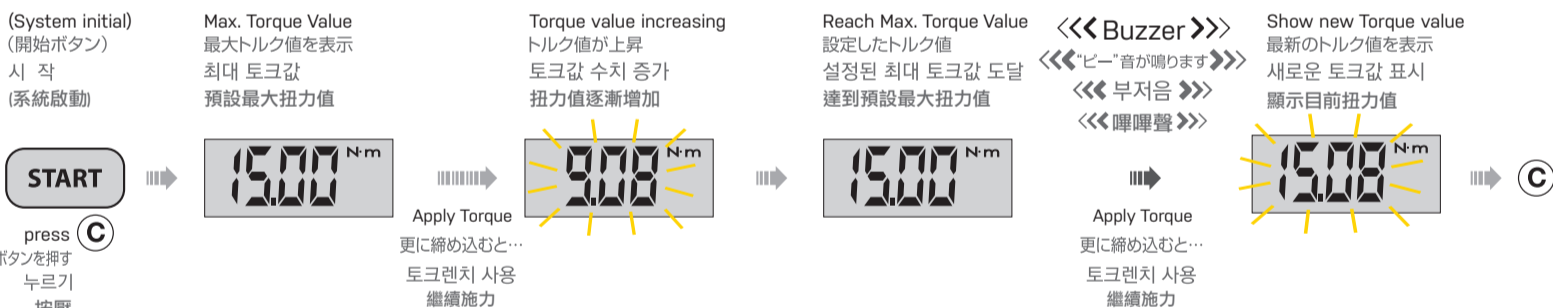 (System initial)
(開始ボタン)
시 작
(系統啟動)
START
press C
ボタンを押す
누르기
按壓
Max. Torque Value
最大トルク値を表示
최대 토크값
預設最大扭力值
15.00 N·m
Apply Torque
更に締め込むと…
토크렌치 사용
繼續施力
Torque value increasing
トルク値が上昇
토크값 수치 증가
扭力值逐漸增加
9.08 N·m
Reach Max. Torque Value
設定したトルク値
설정된 최대 토크값 도달
達到預設最大扭力值
15.00 N·m
<<< Buzzer >>>
<<<"ピー"音が鳴ります>>>
<<< 부저음 >>>
<<< 嗶嗶聲 >>>
Apply Torque
更に締め込むと…
토크렌치 사용
繼續施力
Show new Torque value
最新のトルク値を表示
새로운 토크값 표시
顯示目前扭力值
15.08 N·m
C